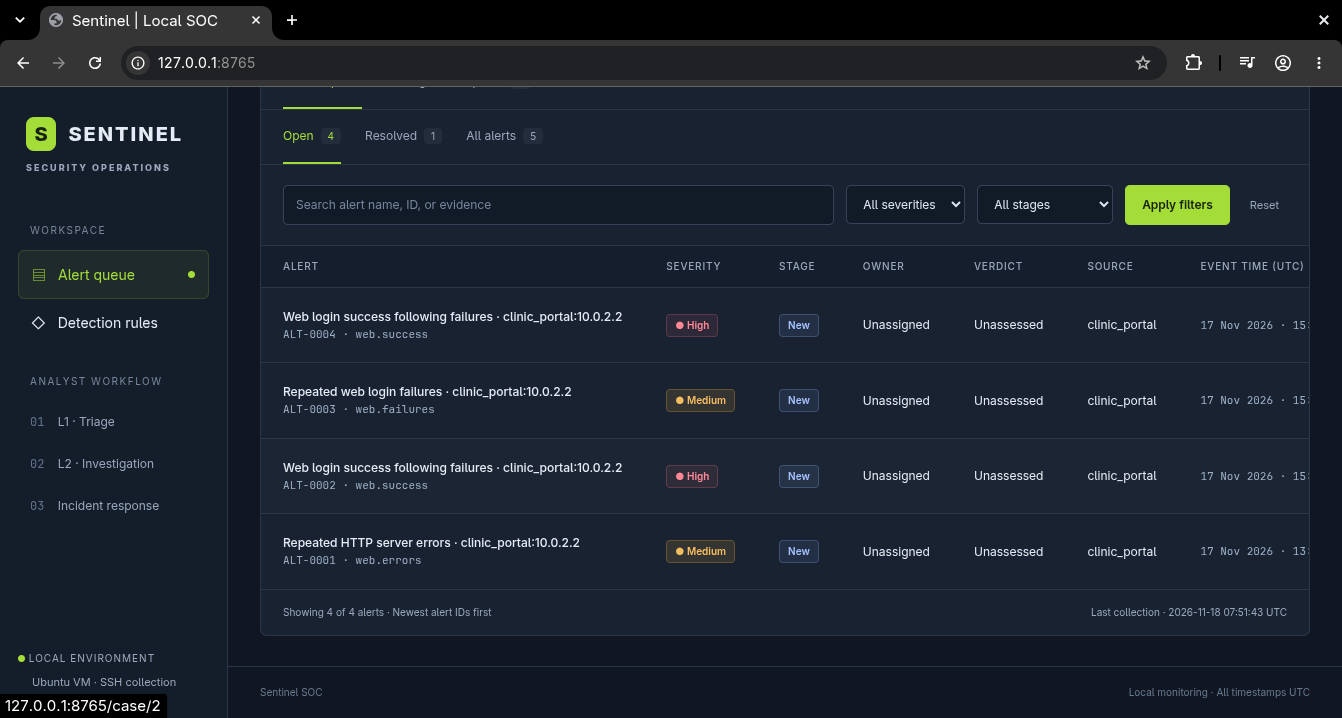 Sentinel | Local SOC
127.0.0.1:8765
S SENTINEL
SECURITY OPERATIONS
WORKSPACE
Alert queue
Detection rules
ANALYST WORKFLOW
01 L1 · Triage
02 L2 · Investigation
03 Incident response
LOCAL ENVIRONMENT
Ubuntu VM · SSH collection
127.0.0.1:8765/case/2
Open 4 Resolved 1 All alerts 5
Search alert name, ID, or evidence All severities All stages Apply filters Reset
ALERT SEVERITY STAGE OWNER VERDICT SOURCE EVENT TIME (UTC)
Web login success following failures · clinic_portal:10.0.2.2 High New Unassigned Unassessed clinic_portal 17 Nov 2026 · 15:
ALT-0004 · web.success
Repeated web login failures · clinic_portal:10.0.2.2 Medium New Unassigned Unassessed clinic_portal 17 Nov 2026 · 15:
ALT-0003 · web.failures
Web login success following failures · clinic_portal:10.0.2.2 High New Unassigned Unassessed clinic_portal 17 Nov 2026 · 15:
ALT-0002 · web.success
Repeated HTTP server errors · clinic_portal:10.0.2.2 Medium New Unassigned Unassessed clinic_portal 17 Nov 2026 · 13:
ALT-0001 · web.errors
Showing 4 of 4 alerts · Newest alert IDs first Last collection · 2026-11-18 07:51:43 UTC
Sentinel SOC Local monitoring · All timestamps UTC